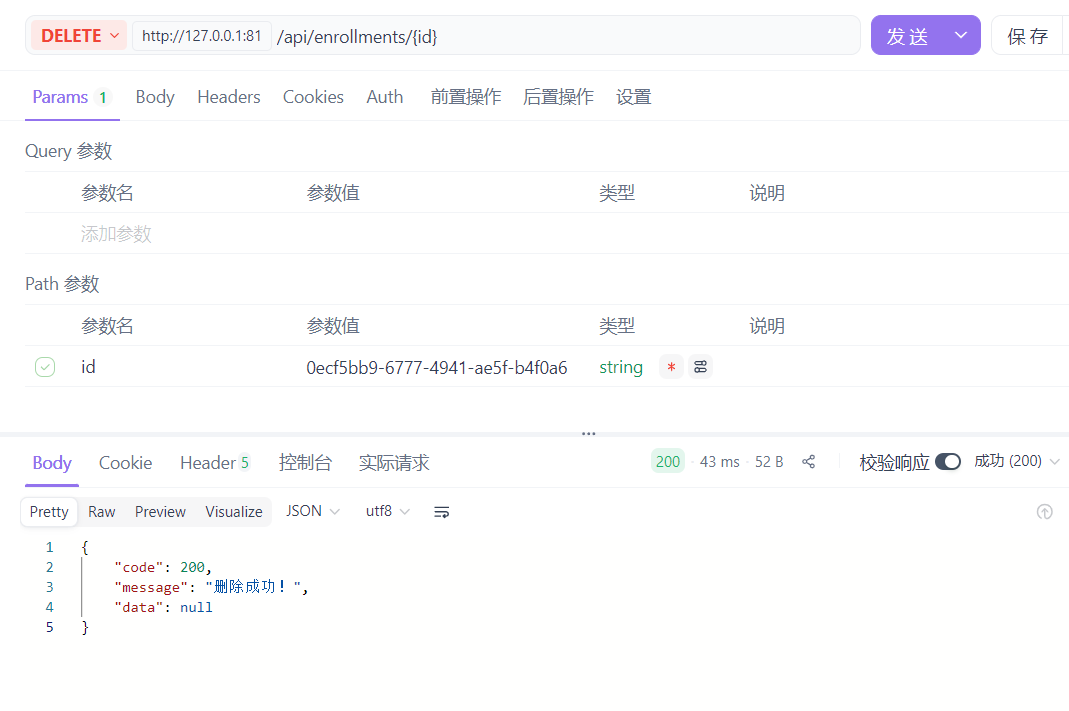 DELETE http://127.0.0.1:81 /api/enrollments/{id} 发送 保存
Params 1 Body Headers Cookies Auth 前置操作 后置操作 设置
Query 参数
参数名 参数值 类型 说明
添加参数
Path 参数
参数名 参数值 类型 说明
id 0ecf5bb9-6777-4941-ae5f-b4f0a6 string *
Body Cookie Header 5 控制台 实际请求 200 · 43 ms · 52 B 校验响应 成功 (200)
Pretty Raw Preview Visualize JSON utf8
1 {
2 "code": 200,
3 "message": "删除成功！",
4 "data": null
5 }